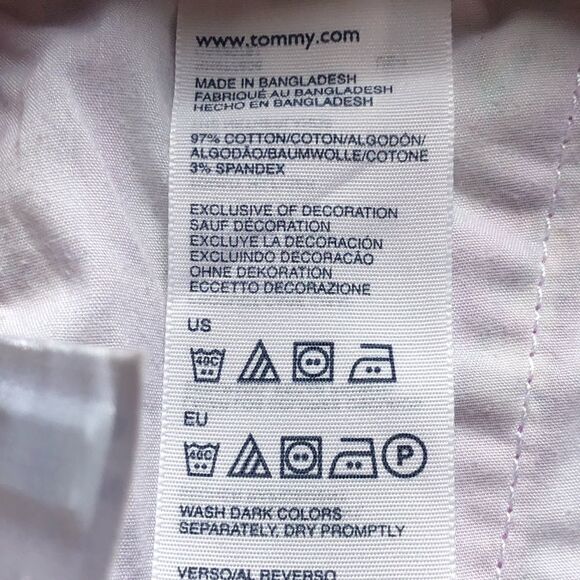 www.tommy.com
MADE IN BANGLADESH
FABRIQUÉ AU BANGLADESH
HECHO EN BANGLADESH
97% COTTON/COTON/ALGODÓN/
ALGODÃO/BAUMWOLLE/COTONE
3% SPANDEX
EXCLUSIVE OF DECORATION
SAUF DÉCORATION
EXCLUYE LA DECORACIÓN
EXCLUINDO DECORACÃO
OHNE DEKORATION
ECCETTO DECORAZIONE
US
40C
EU
40C P
WASH DARK COLORS
SEPARATELY, DRY PROMPTLY
VERSO/AL REVERSO